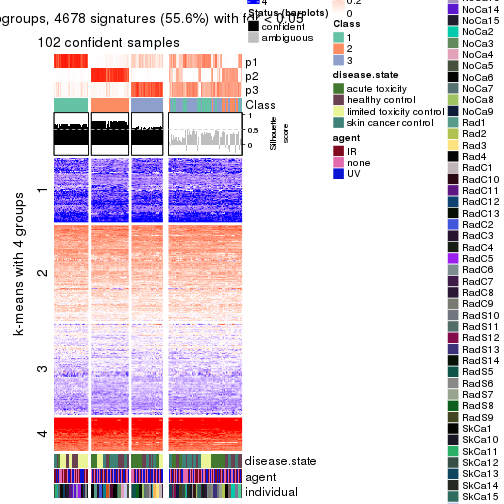 groups, 4678 signatures (55.6%) with fdr < 0.05
102 confident samples
p1
p2
p3
Class
1
0.5
0
Silhouette
score
k-means with 4 groups
1
2
3
4
disease.state
agent
individual
4
Status (barplots)
confident
ambiguous
0.2
0
Class
1
2
3
disease.state
acute toxicity
healthy control
limited toxicity control
skin cancer control
agent
IR
none
UV
NoCa14
NoCa15
NoCa2
NoCa3
NoCa4
NoCa5
NoCa6
NoCa7
NoCa8
NoCa9
Rad1
Rad2
Rad3
Rad4
RadC1
RadC10
RadC11
RadC12
RadC13
RadC2
RadC3
RadC4
RadC5
RadC6
RadC7
RadC8
RadC9
RadS10
RadS11
RadS12
RadS13
RadS14
RadS5
RadS6
RadS7
RadS8
RadS9
SkCa1
SkCa10
SkCa11
SkCa12
SkCa13
SkCa14
SkCa15